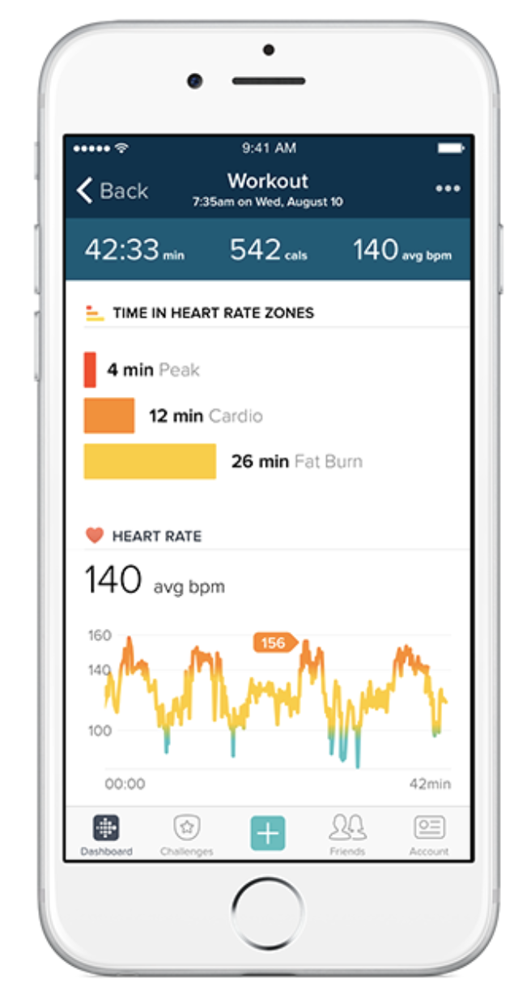 9:41 AM
Back
Workout
7:35am on Wed, August 10
42:33 min 542 cals 140 avg bpm
TIME IN HEART RATE ZONES
4 min Peak
12 min Cardio
26 min Fat Burn
HEART RATE
140 avg bpm
160
156
140
100
00:00 42min
Dashboard Challenges Friends Account